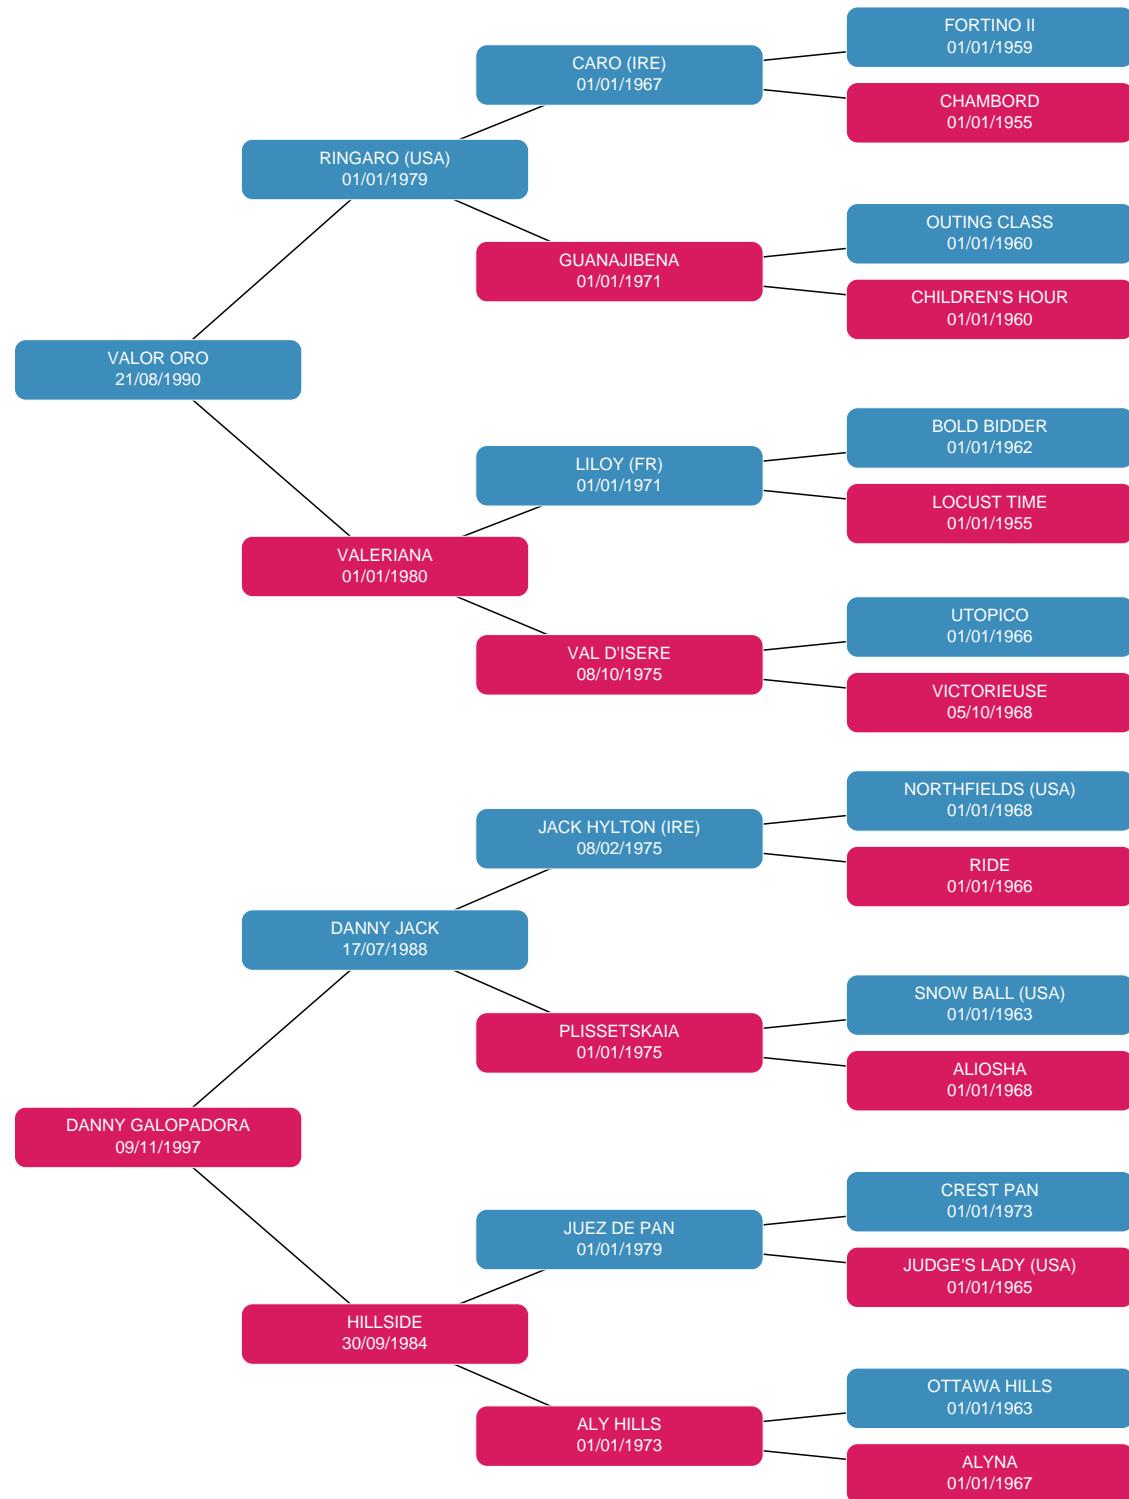 FORTINO II
01/01/1959
CARO (IRE)
01/01/1967
CHAMBORD
01/01/1955
RINGARO (USA)
01/01/1979
OUTING CLASS
01/01/1960
GUANAJIBENA
01/01/1971
CHILDREN'S HOUR
01/01/1960
VALOR ORO
21/08/1990
BOLD BIDDER
01/01/1962
LILOY (FR)
01/01/1971
LOCUST TIME
01/01/1955
VALERIANA
01/01/1980
UTOPICO
01/01/1966
VAL D'ISERE
08/10/1975
VICTORIEUSE
05/10/1968
NORTHFIELDS (USA)
01/01/1968
JACK HYLTON (IRE)
08/02/1975
RIDE
01/01/1966
DANNY JACK
17/07/1988
SNOW BALL (USA)
01/01/1963
PLISSETSKAIA
01/01/1975
ALIOSHA
01/01/1968
DANNY GALOPADORA
09/11/1997
CREST PAN
01/01/1973
JUEZ DE PAN
01/01/1979
JUDGE'S LADY (USA)
01/01/1965
HILLSIDE
30/09/1984
OTTAWA HILLS
01/01/1963
ALY HILLS
01/01/1973
ALYNA
01/01/1967